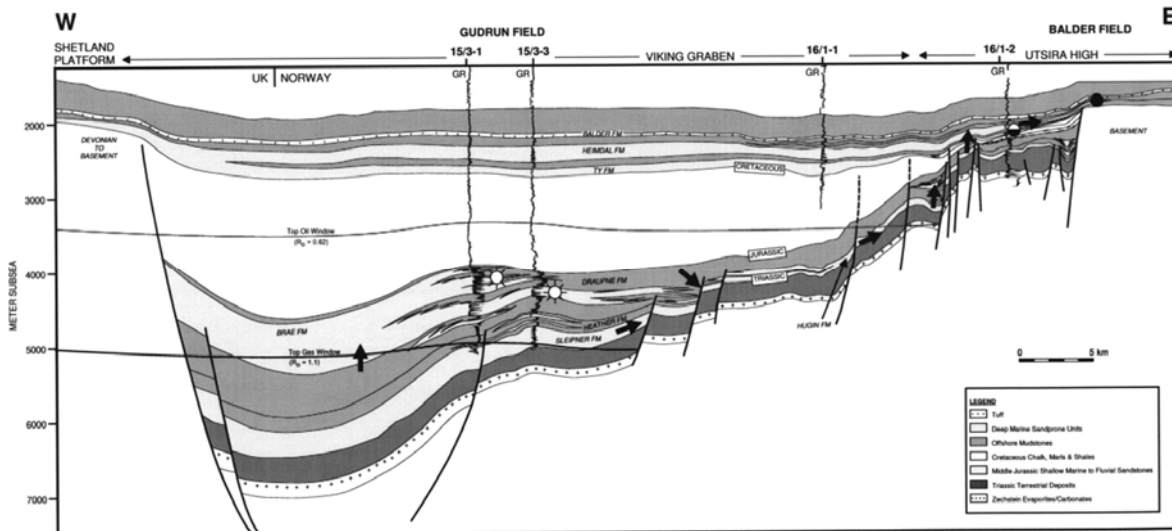 W
E
GUDRUN FIELD
BALDER FIELD
SHETLAND
PLATFORM
15/3-1
15/3-3
VIKING GRABEN
16/1-1
16/1-2
UTSIRA HIGH
UK
NORWAY
GR
GR
GR
GR
2000
3000
4000
5000
6000
7000
METER SUBSEA
DEVONIAN
TO
BASEMENT
BALDER FM
HEIMDAL FM
TY FM
CRETACEOUS
BASEMENT
Top Oil Window
(Ro = 0.62)
JURASSIC
TRIASSIC
DRAUPNE FM
BRAE FM
HEATHER FM
SLEIPNER FM
HUGIN FM
Top Gas Window
(Ro = 1.1)
0
5 km
LEGEND
Tuff
Deep Marine Sandprone Units
Offshore Mudstones
Cretaceous Chalk, Marls & Shales
Middle Jurassic Shallow Marine to Fluvial Sandstones
Triassic Terrestrial Deposits
Zechstein Evaporites/Carbonates